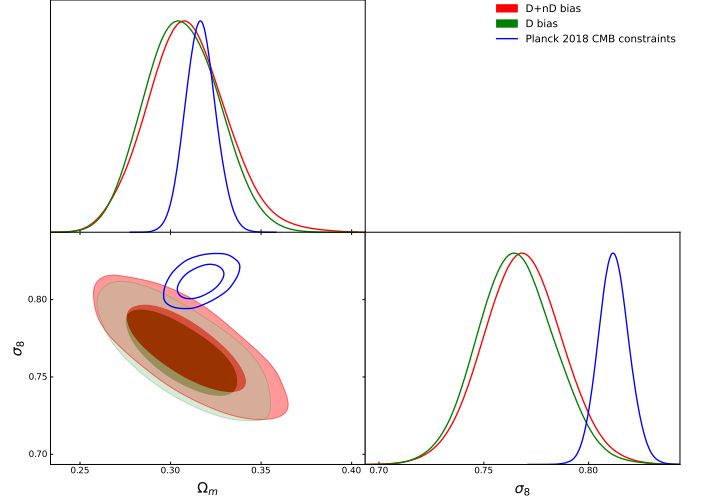 D+nD bias
D bias
Planck 2018 CMB constraints
0.80
0.75
0.70
σ8
0.25
0.30
0.35
0.40
Ωm
0.70
0.75
0.80
σ8